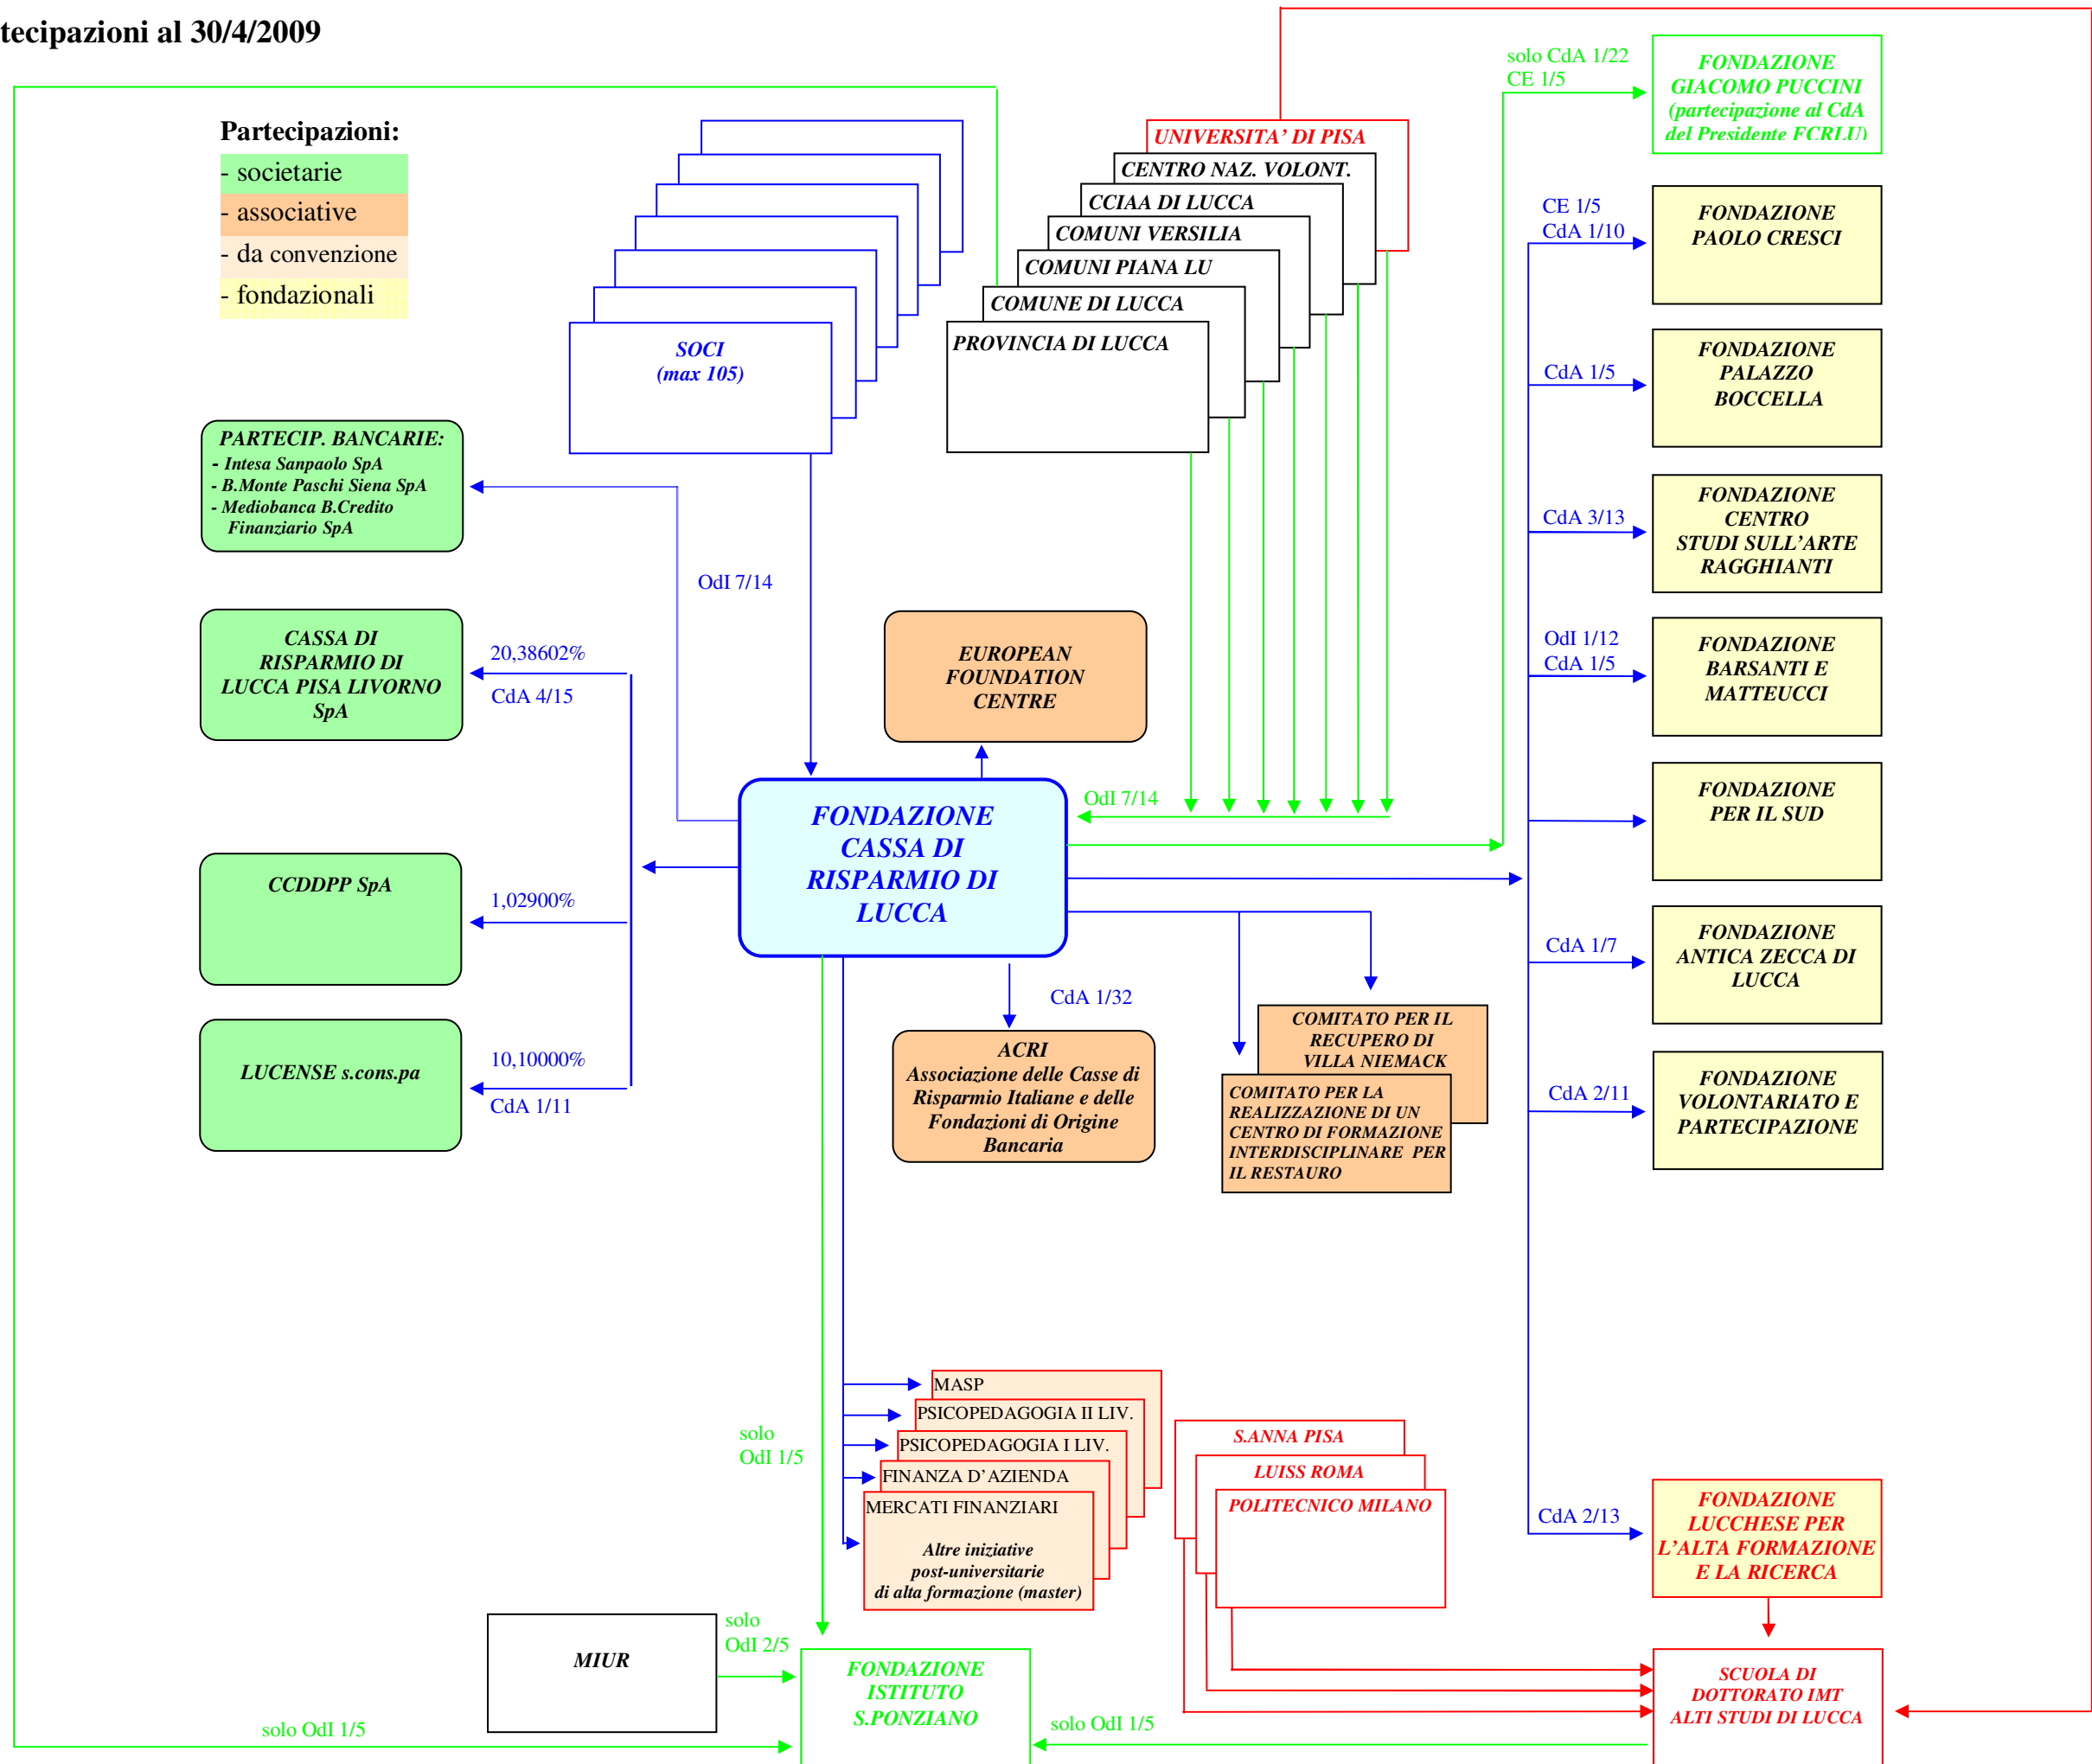 tecipazioni al 30/4/2009
Partecipazioni:
- societarie
- associative
- da convenzione
- fondazionali
SOCI
(max 105)
UNIVERSITA’ DI PISA
CENTRO NAZ. VOLONT.
CCIAA DI LUCCA
COMUNI VERSILIA
COMUNI PIANA LU
COMUNE DI LUCCA
PROVINCIA DI LUCCA
solo CdA 1/22
CE 1/5
FONDAZIONE
GIACOMO PUCCINI
(partecipazione al CdA
del Presidente FCRLU)
CE 1/5
CdA 1/10
FONDAZIONE
PAOLO CRESCI
CdA 1/5
FONDAZIONE
PALAZZO
BOCCELLA
CdA 3/13
FONDAZIONE
CENTRO
STUDI SULL’ARTE
RAGGHIANTI
OdI 1/12
CdA 1/5
FONDAZIONE
BARSANTI E
MATTEUCCI
FONDAZIONE
PER IL SUD
CdA 1/7
FONDAZIONE
ANTICA ZECCA DI
LUCCA
CdA 2/11
FONDAZIONE
VOLONTARIATO E
PARTECIPAZIONE
PARTECIP. BANCARIE:
- Intesa Sanpaolo SpA
- B.Monte Paschi Siena SpA
- Mediobanca B.Credito
Finanziario SpA
OdI 7/14
CASSA DI
RISPARMIO DI
LUCCA PISA LIVORNO
SpA
20,38602%
CdA 4/15
EUROPEAN
FOUNDATION
CENTRE
OdI 7/14
FONDAZIONE
CASSA DI
RISPARMIO DI
LUCCA
CCDDPP SpA
1,02900%
LUCENSE s.cons.pa
10,10000%
CdA 1/11
CdA 1/32
ACRI
Associazione delle Casse di
Risparmio Italiane e delle
Fondazioni di Origine
Bancaria
COMITATO PER IL
RECUPERO DI
VILLA NIEMACK
COMITATO PER LA
REALIZZAZIONE DI UN
CENTRO DI FORMAZIONE
INTERDISCIPLINARE PER
IL RESTAURO
solo
OdI 1/5
MASP
PSICOPEDAGOGIA II LIV.
PSICOPEDAGOGIA I LIV.
FINANZA D’AZIENDA
MERCATI FINANZIARI
Altre iniziative
post-universitarie
di alta formazione (master)
S.ANNA PISA
LUISS ROMA
POLITECNICO MILANO
CdA 2/13
FONDAZIONE
LUCCHESE PER
L’ALTA FORMAZIONE
E LA RICERCA
MIUR
solo
OdI 2/5
FONDAZIONE
ISTITUTO
S.PONZIANO
solo OdI 1/5
solo OdI 1/5
SCUOLA DI
DOTTORATO IMT
ALTI STUDI DI LUCCA